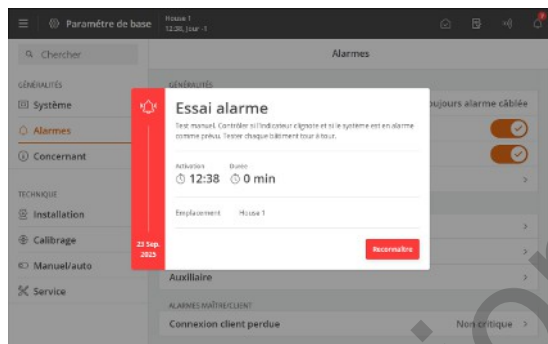 Paramétre de base
House 1
12:38, Jour -1
Chercher
Alarmes
GÉNÉRALITÉS
Système
Alarmes
Concernant
TECHNIQUE
Installation
Calibrage
Manuel/auto
Service
GÉNÉRALITÉS
oujours alarme câblée
Essai alarme
Test manuel. Contrôler si l'indicateur clignote et si le système est en alarme
comme prévu. Tester chaque bâtiment tour à tour.
Activation Durée
12:38 0 min
Emplacement House 1
23 Sep.
2025
Reconnaître
Auxiliaire
ALARMES MAÎTRE/CLIENT
Connexion client perdue Non critique